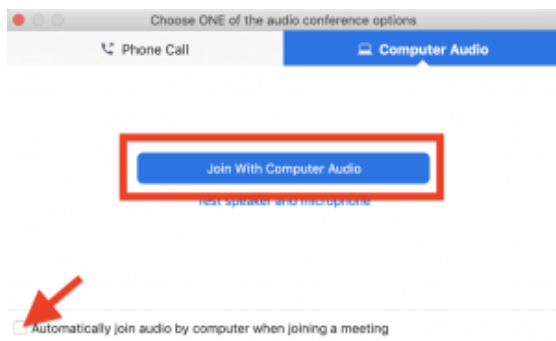 Choose ONE of the audio conference options
Phone Call
Computer Audio
Join With Computer Audio
Test speaker and microphone
Automatically join audio by computer when joining a meeting